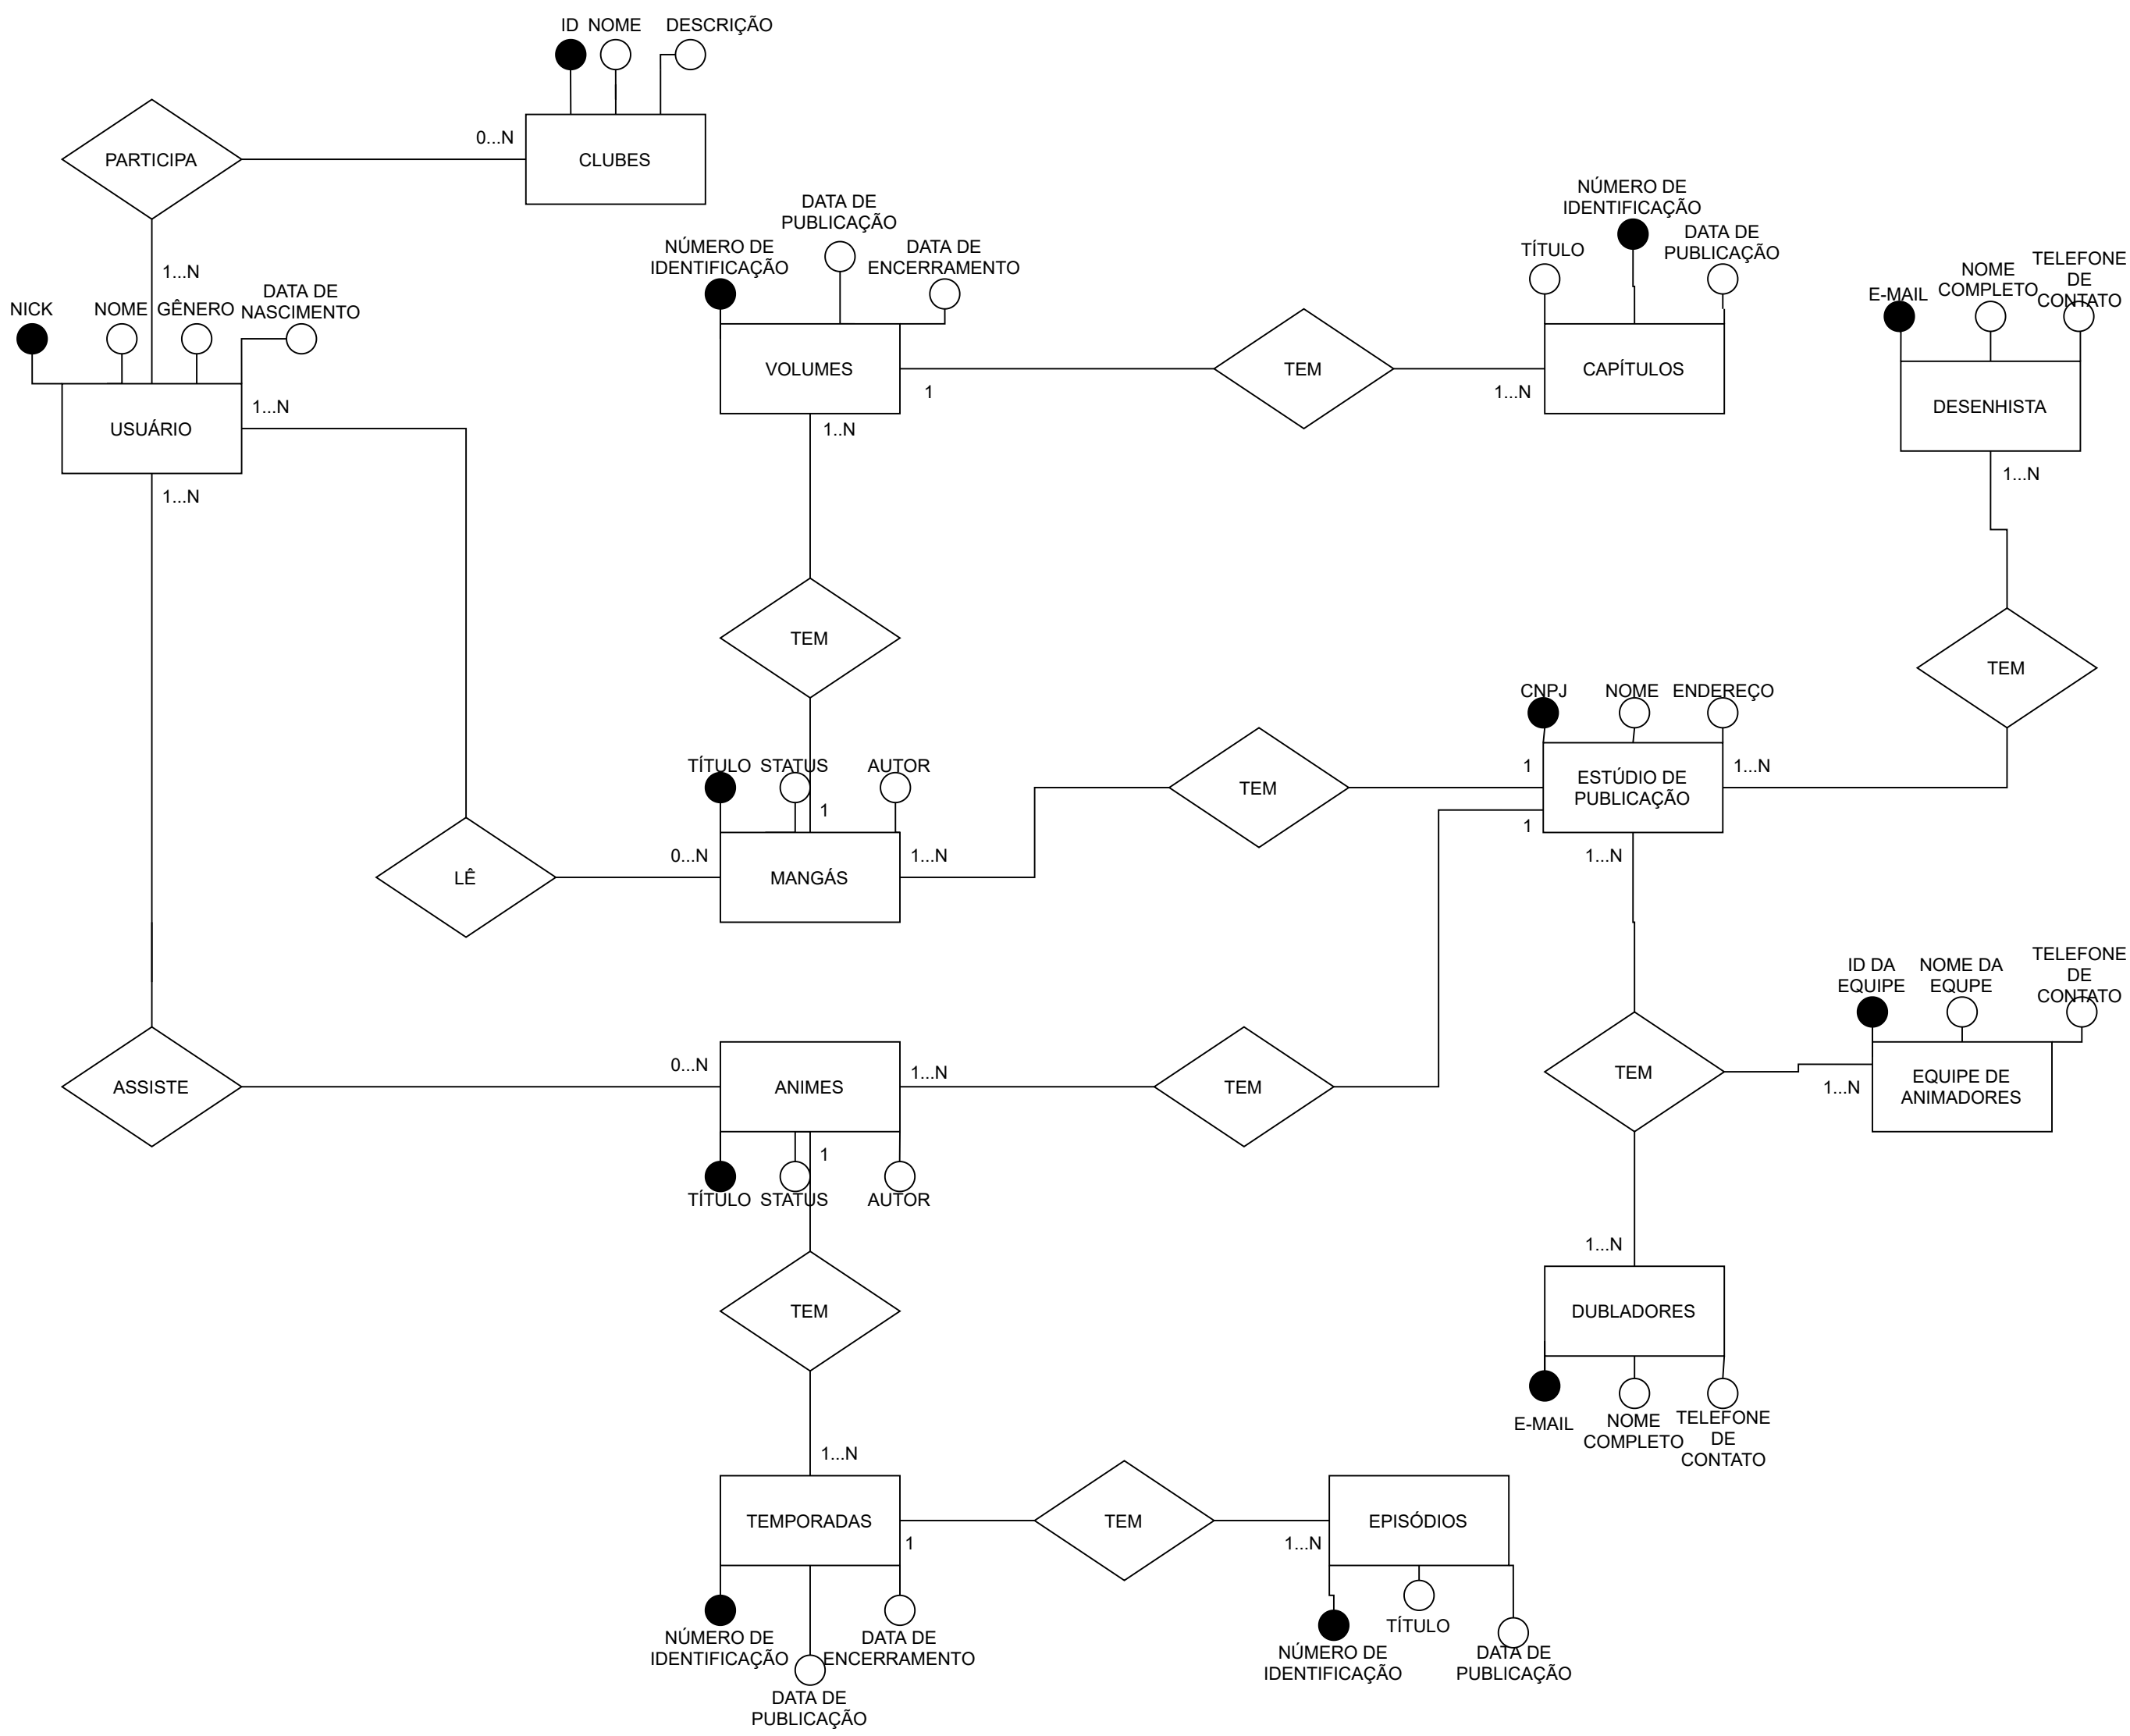 ID
NOME
DESCRIÇÃO
PARTICIPA
0...N
CLUBES
1...N
NICK
NOME
GÊNERO
DATA DE
NASCIMENTO
USUÁRIO
1...N
1...N
NÚMERO DE
IDENTIFICAÇÃO
DATA DE
PUBLICAÇÃO
DATA DE
ENCERRAMENTO
VOLUMES
1
1..N
TEM
TÍTULO
NÚMERO DE
IDENTIFICAÇÃO
DATA DE
PUBLICAÇÃO
1...N
CAPÍTULOS
E-MAIL
NOME
COMPLETO
TELEFONE
DE
CONTATO
DESENHISTA
1...N
TEM
TEM
TÍTULO
STATUS
AUTOR
1
LÊ
0...N
MANGÁS
1...N
TEM
CNPJ
NOME
ENDEREÇO
1
ESTÚDIO DE
PUBLICAÇÃO
1...N
1
1...N
ASSISTE
0...N
ANIMES
1...N
TEM
1
TÍTULO
STATUS
AUTOR
TEM
ID DA
EQUIPE
NOME DA
EQUPE
TELEFONE
DE
CONTATO
1...N
EQUIPE DE
ANIMADORES
1...N
DUBLADORES
E-MAIL
NOME
COMPLETO
TELEFONE
DE
CONTATO
TEM
1...N
TEMPORADAS
1
TEM
1...N
EPISÓDIOS
NÚMERO DE
IDENTIFICAÇÃO
DATA DE
PUBLICAÇÃO
DATA DE
ENCERRAMENTO
NÚMERO DE
IDENTIFICAÇÃO
TÍTULO
DATA DE
PUBLICAÇÃO